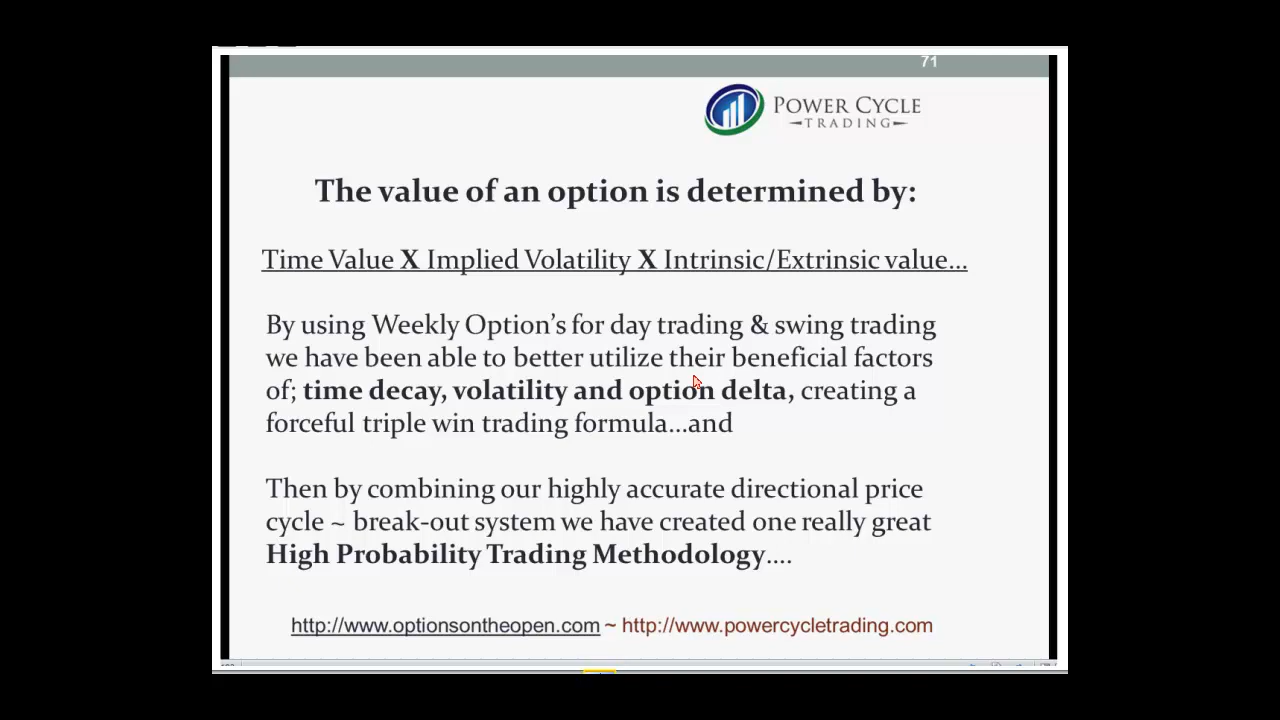 71
POWER CYCLE
TRADING
The value of an option is determined by:
Time Value X Implied Volatility X Intrinsic/Extrinsic value...
By using Weekly Option's for day trading & swing trading
we have been able to better utilize their beneficial factors
of; time decay, volatility and option delta, creating a
forceful triple win trading formula...and
Then by combining our highly accurate directional price
cycle ~ break-out system we have created one really great
High Probability Trading Methodology....
http://www.optionsontheopen.com ~ http://www.powercycletrading.com